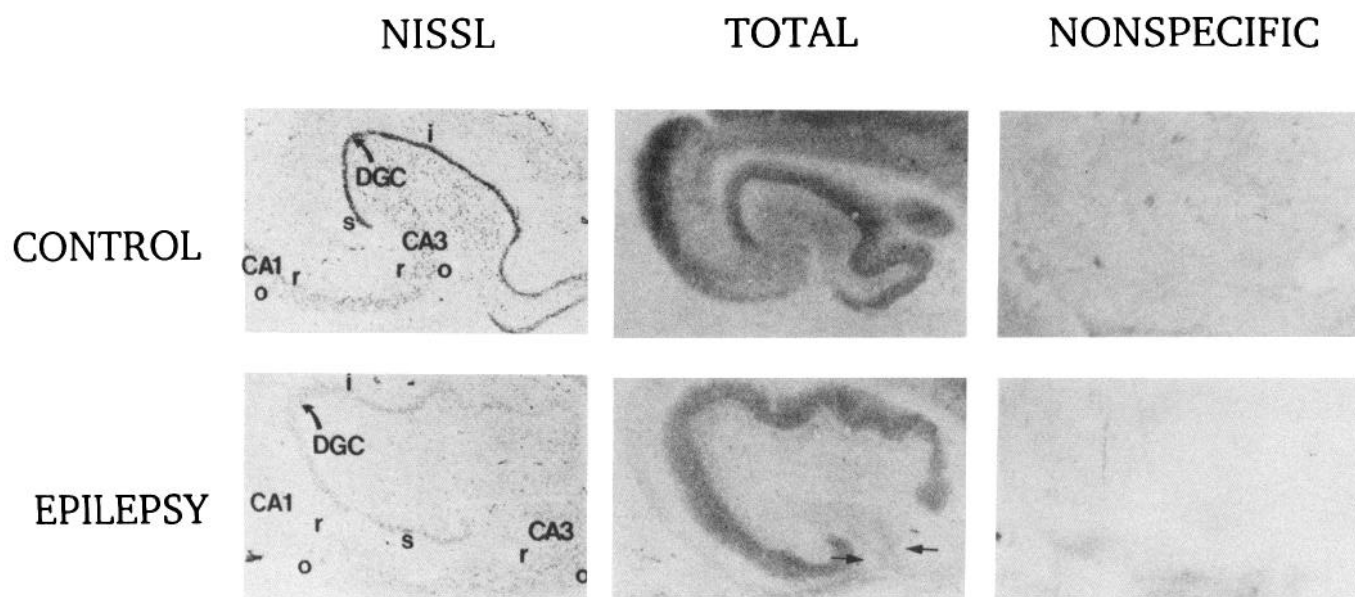 NISSL TOTAL NONSPECIFIC
CONTROL
i
DGC
s
CA3
CA1 r r o
o
EPILEPSY
i
DGC
CA1
r s CA3
o r
o